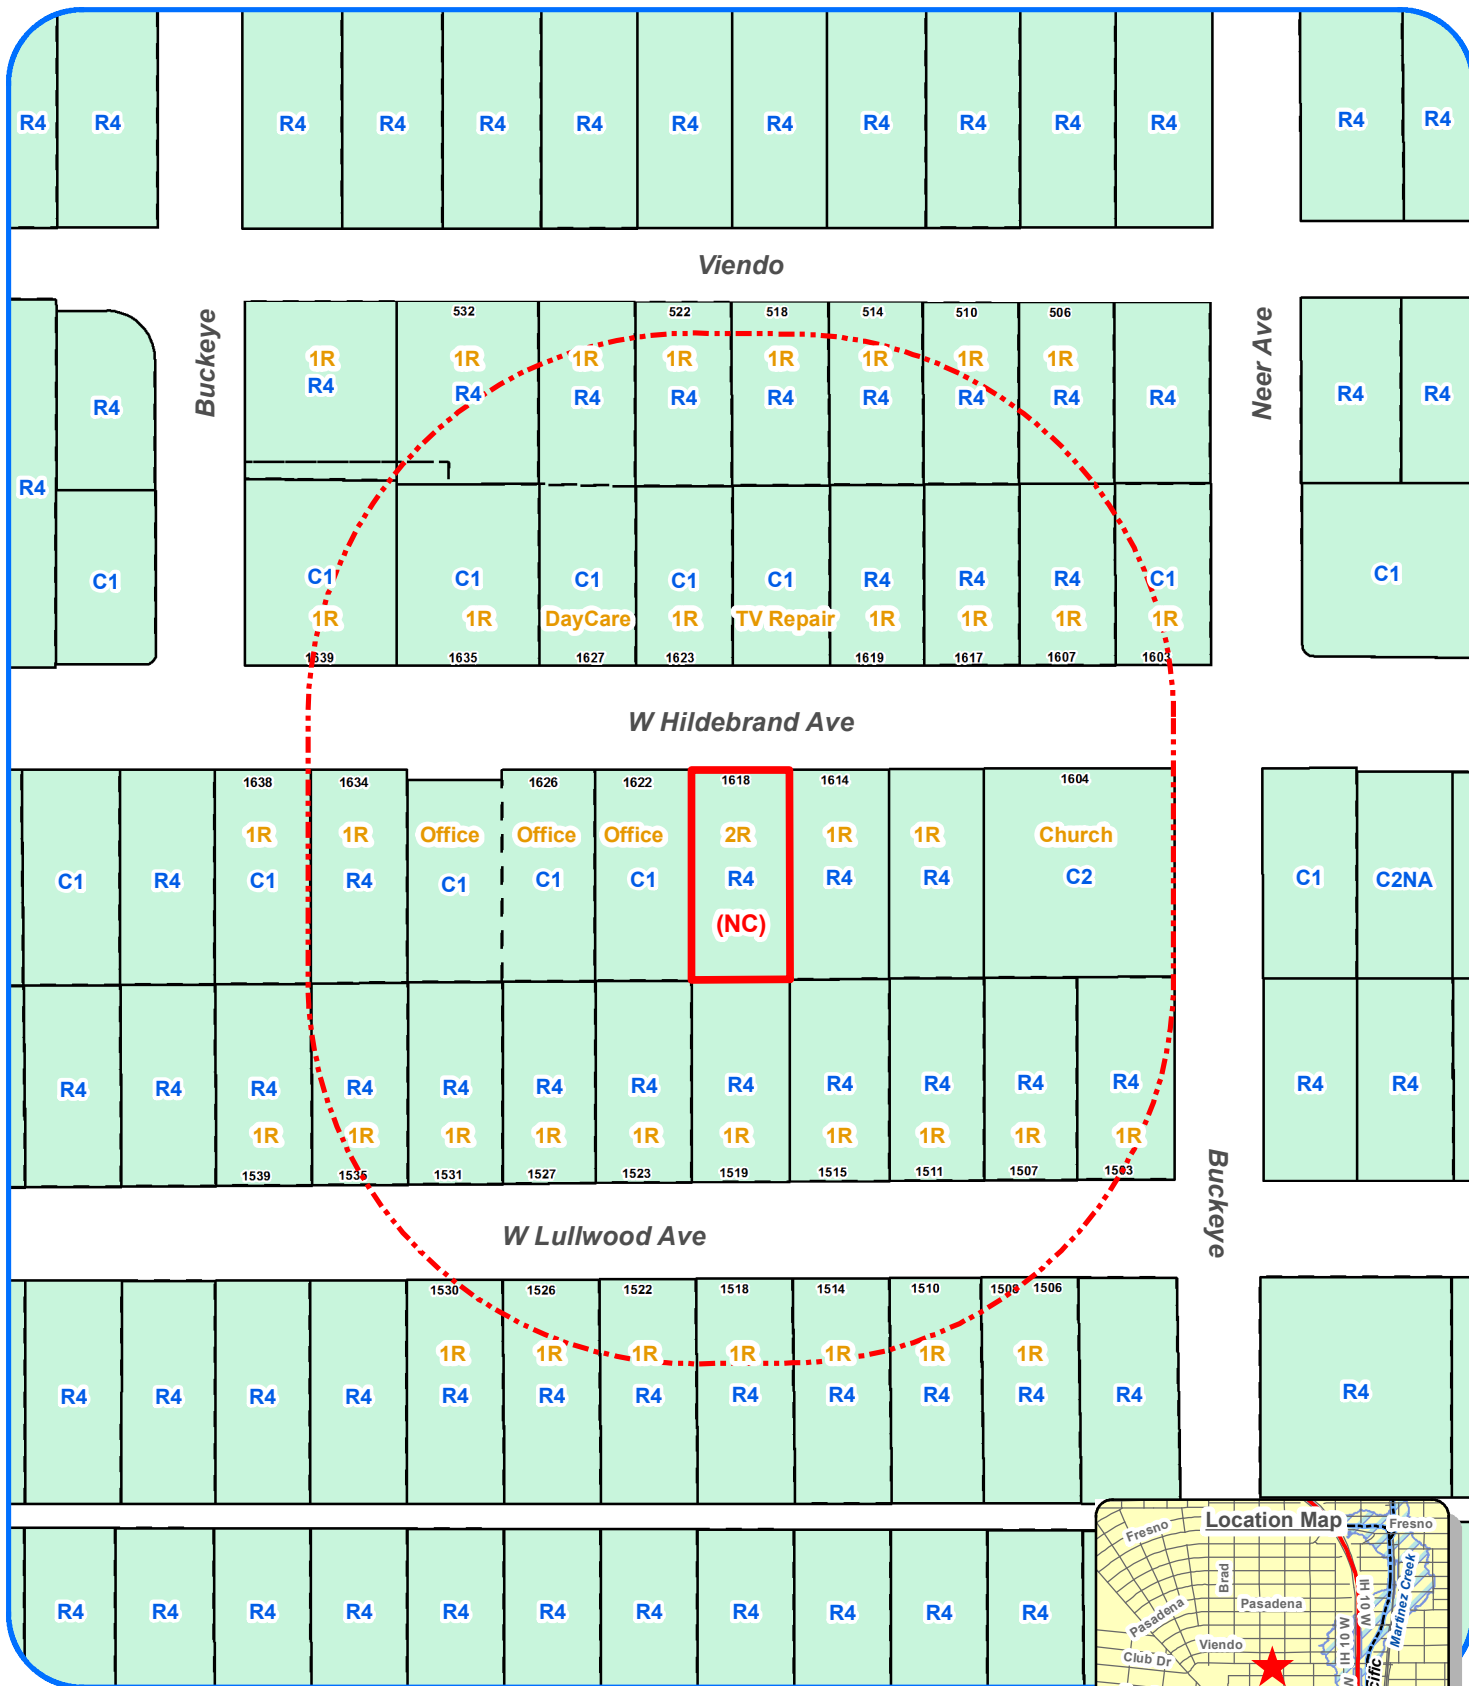 R4 R4 R4 R4 R4 R4 R4 R4 R4 R4 R4 R4 R4 R4
Viendo
Buckeye
Neer Ave
532 522 518 514 510 506
1R 1R 1R 1R 1R 1R 1R 1R
R4 R4 R4 R4 R4 R4 R4 R4 R4 R4 R4 R4
R4
C1 C1 C1 C1 C1 C1 R4 R4 R4 C1 C1
1R 1R DayCare 1R TV Repair 1R 1R 1R 1R
1639 1635 1627 1623 1619 1617 1607 1603
W Hildebrand Ave
1638 1634 1626 1622 1618 1614 1604
1R 1R Office Office Office 2R 1R 1R Church
C1 R4 C1 R4 C1 C1 C1 R4 R4 R4 C2 C1 C2NA
(NC)
R4 R4 R4 R4 R4 R4 R4 R4 R4 R4 R4 R4 R4 R4
1R 1R 1R 1R 1R 1R 1R 1R 1R 1R
1539 1535 1531 1527 1523 1519 1515 1511 1507 1503
Buckeye
W Lullwood Ave
1530 1526 1522 1518 1514 1510 1508 1506
1R 1R 1R 1R 1R 1R 1R
R4 R4 R4 R4 R4 R4 R4 R4 R4 R4 R4 R4 R4
R4 R4 R4 R4 R4 R4 R4 R4 R4 R4 R4
Location Map
Fresno
Fresno
Brad
IH 10 W
Martinez Creek
Pasadena
Pasadena
IH 10 W
Viendo
Club Dr